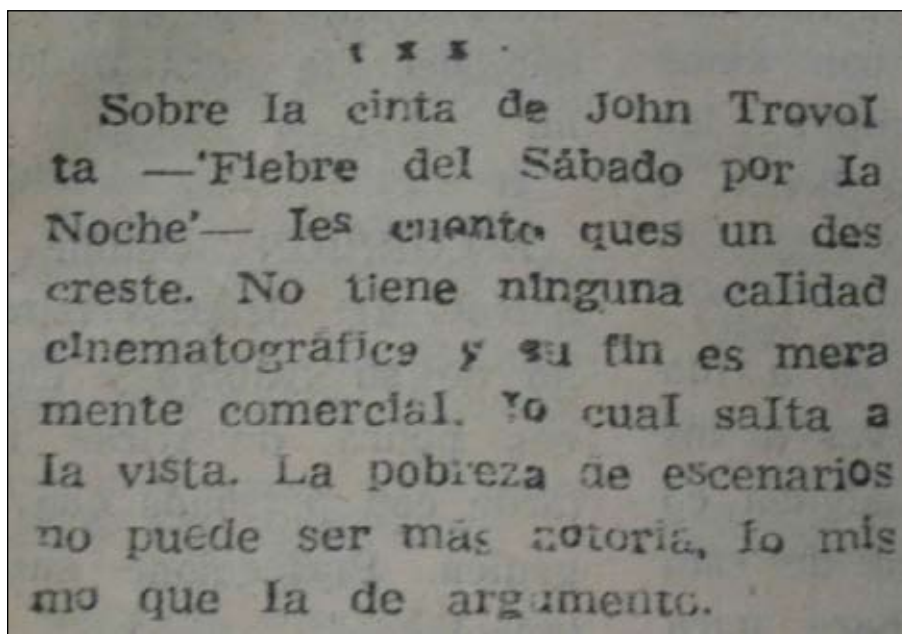 x x x
Sobre la cinta de John Trovol
ta —'Fiebre del Sábado por la
Noche'— les cuento ques un des
creste. No tiene ninguna calidad
cinematográfica y su fin es mera
mente comercial. lo cual salta a
la vista. La pobreza de escenarios
no puede ser más notoria, lo mis
mo que la de argumento.